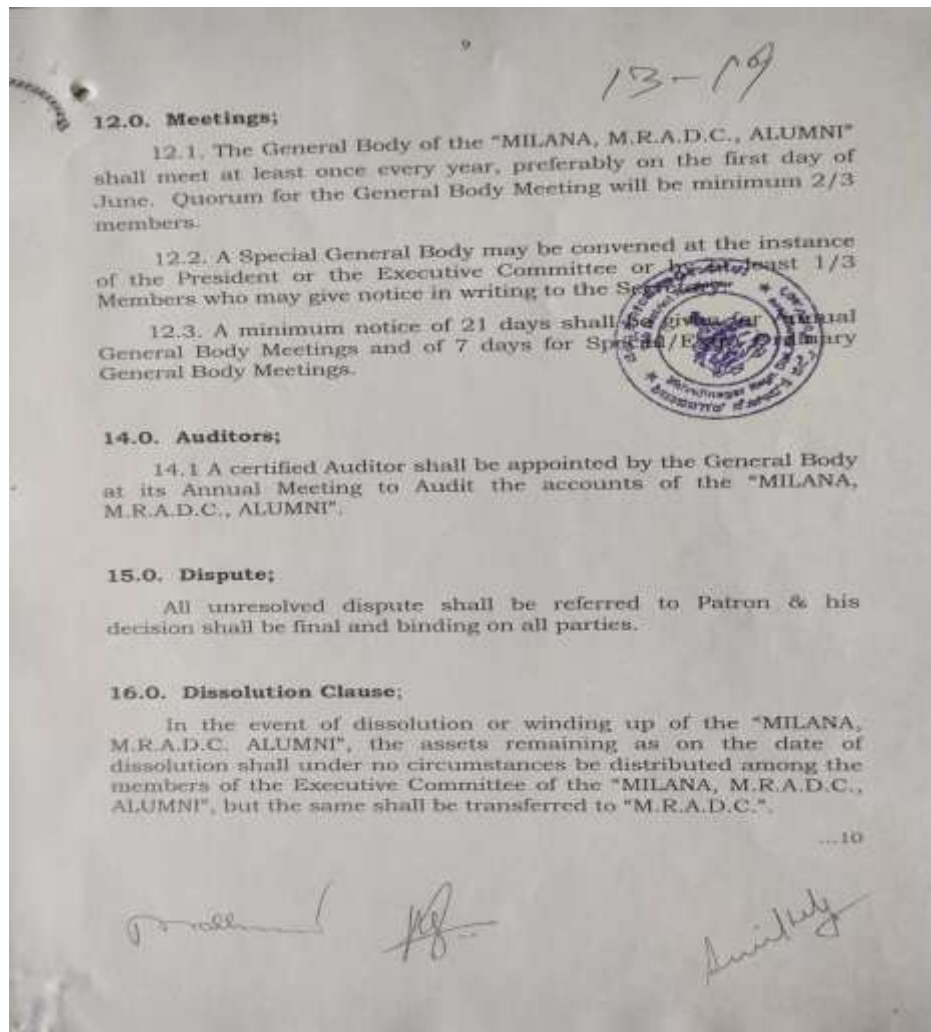 9
13-19
12.0. Meetings;
12.1. The General Body of the "MILANA, M.R.A.D.C., ALUMNI"
shall meet at least once every year, preferably on the first day of
June. Quorum for the General Body Meeting will be minimum 2/3
members.
12.2. A Special General Body may be convened at the instance
of the President or the Executive Committee or by at least 1/3
Members who may give notice in writing to the Secretary.
12.3. A minimum notice of 21 days shall be given for Annual
General Body Meetings and of 7 days for Special/Extra Ordinary
General Body Meetings.
14.0. Auditors;
14.1 A certified Auditor shall be appointed by the General Body
at its Annual Meeting to Audit the accounts of the "MILANA,
M.R.A.D.C., ALUMNI".
15.0. Dispute;
All unresolved dispute shall be referred to Patron & his
decision shall be final and binding on all parties.
16.0. Dissolution Clause;
In the event of dissolution or winding up of the "MILANA,
M.R.A.D.C. ALUMNI", the assets remaining as on the date of
dissolution shall under no circumstances be distributed among the
members of the Executive Committee of the "MILANA, M.R.A.D.C.,
ALUMNI", but the same shall be transferred to "M.R.A.D.C.".
...10